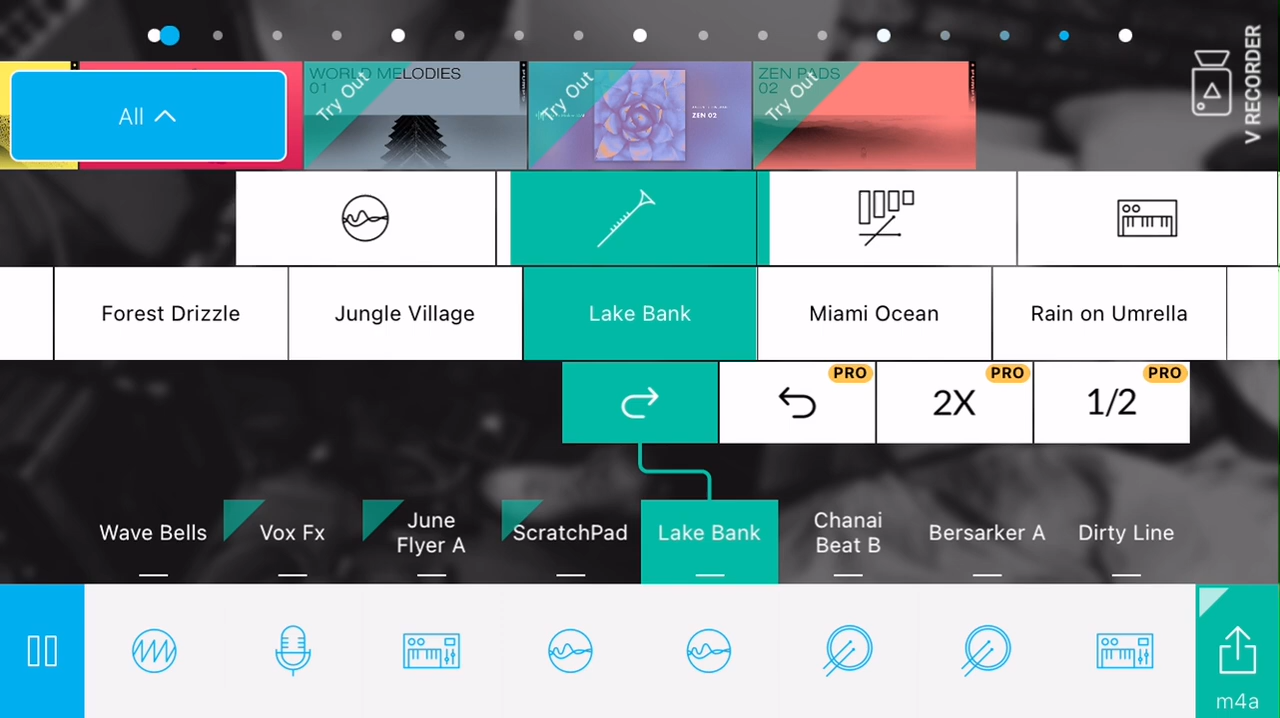 WORLD MELODIES
01
Try Out
Try Out
ZEN 02
ZEN PADS
02
Try Out
All
V RECORDER
Forest Drizzle
Jungle Village
Lake Bank
Miami Ocean
Rain on Umrella
PRO
PRO
2X
PRO
1/2
Wave Bells
Vox Fx
June
Flyer A
ScratchPad
Lake Bank
Chanai
Beat B
Bersarker A
Dirty Line
m4a